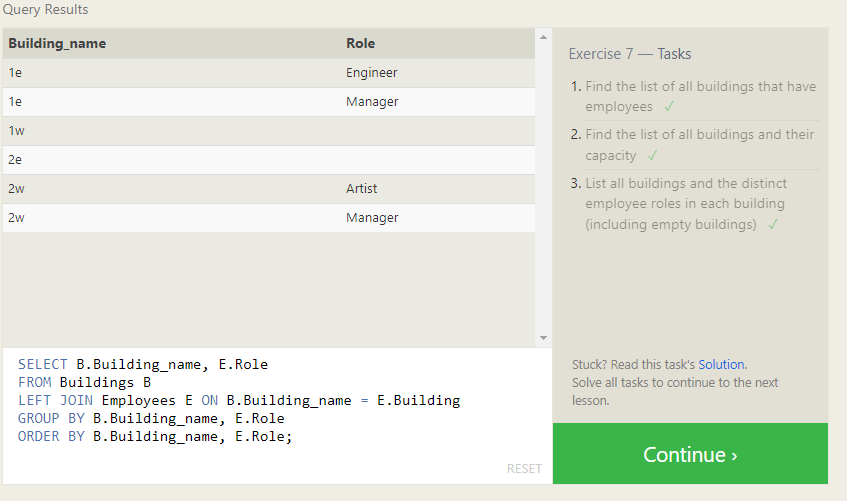 Query Results
Building_name Role
1e Engineer
1e Manager
1w
2e
2w Artist
2w Manager
SELECT B.Building_name, E.Role
FROM Buildings B
LEFT JOIN Employees E ON B.Building_name = E.Building
GROUP BY B.Building_name, E.Role
ORDER BY B.Building_name, E.Role;
RESET
Exercise 7 — Tasks
1. Find the list of all buildings that have
employees ✓
2. Find the list of all buildings and their
capacity ✓
3. List all buildings and the distinct
employee roles in each building
(including empty buildings) ✓
Stuck? Read this task's Solution.
Solve all tasks to continue to the next
lesson.
Continue ›